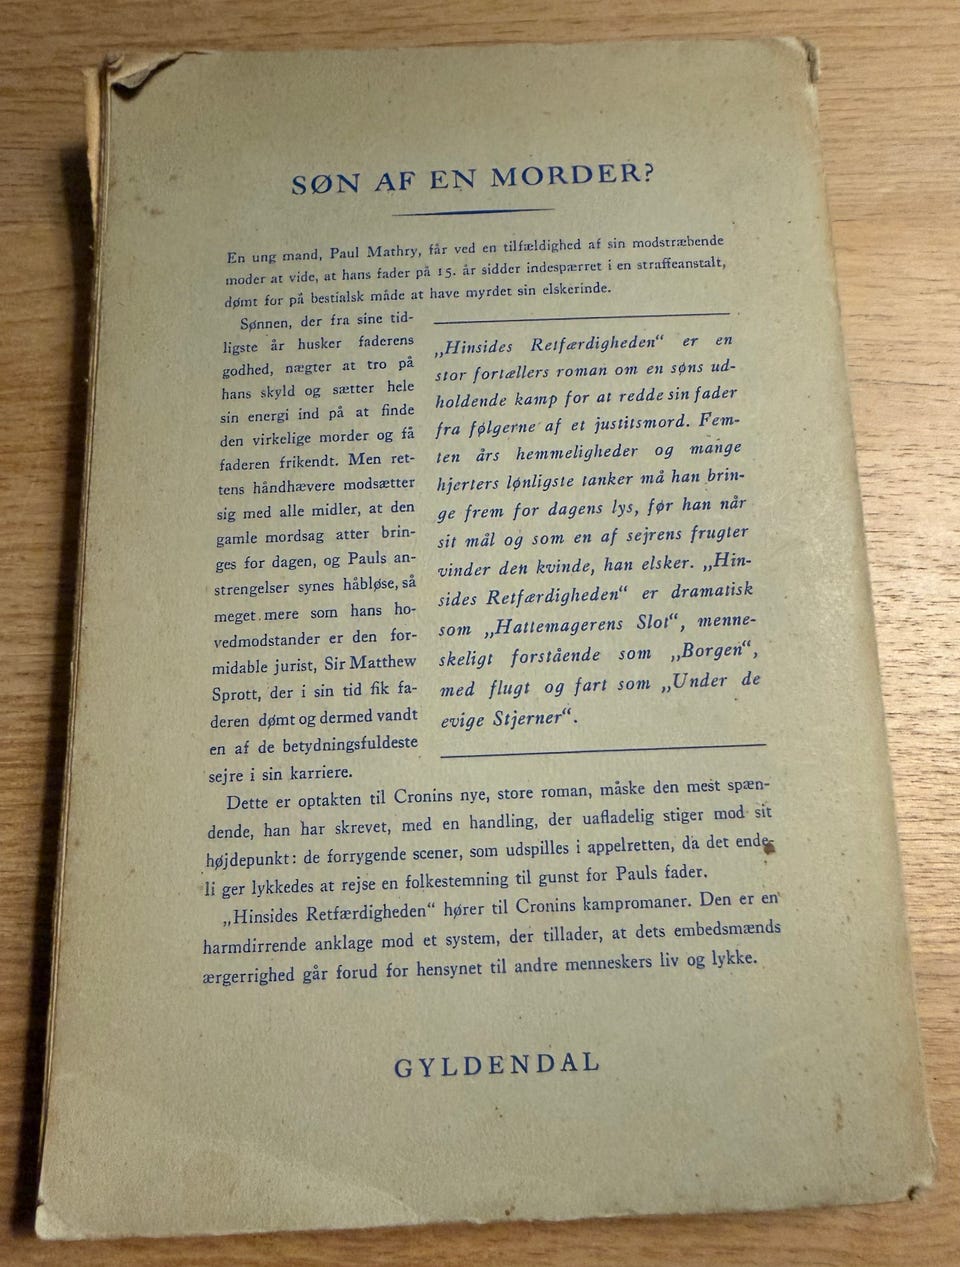 SØN AF EN MORDER?
En ung mand, Paul Mathry, får ved en tilfældighed af sin modstræbende
moder at vide, at hans fader på 15. år sidder indespærret i en straffeanstalt,
dømt for på bestialsk måde at have myrdet sin elskerinde.
Sønnen, der fra sine tid-
ligste år husker faderens
godhed, nægter at tro på
hans skyld og sætter hele
sin energi ind på at finde
den virkelige morder og få
faderen frikendt. Men ret-
tens håndhævere modsætter
sig med alle midler, at den
gamle mordsag atter brin-
ges for dagen, og Pauls an-
strengelser synes håbløse, så
meget mere som hans ho-
vedmodstander er den for-
midable jurist, Sir Matthew
Sprott, der i sin tid fik fa-
deren dømt og dermed vandt
en af de betydningsfuldeste
sejre i sin karriere.
„Hinsides Retfærdigheden“ er en
stor fortællers roman om en søns ud-
holdende kamp for at redde sin fader
fra følgerne af et justitsmord. Fem-
ten års hemmeligheder og mange
hjerters lønligste tanker må han brin-
ge frem for dagens lys, før han når
sit mål og som en af sejrens frugter
vinder den kvinde, han elsker. „Hin-
sides Retfærdigheden“ er dramatisk
som „Hattemagerens Slot“, menne-
skeligt forstående som „Borgen“,
med flugt og fart som „Under de
evige Stjerner“.
Dette er optakten til Cronins nye, store roman, måske den mest spæn-
dende, han har skrevet, med en handling, der uafladelig stiger mod sit
højdepunkt: de forrygende scener, som udspilles i appelretten, da det ende-
li ger lykkedes at rejse en folkestemning til gunst for Pauls fader.
„Hinsides Retfærdigheden“ hører til Cronins kampromaner. Den er en
harmdirrende anklage mod et system, der tillader, at dets embedsmænds
ærgerrighed går forud for hensynet til andre menneskers liv og lykke.
GYLDENDAL